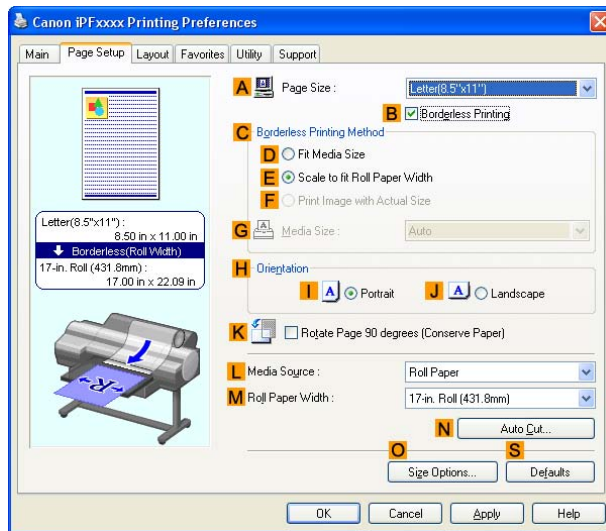 Canon iPFxxxx Printing Preferences
Main Page Setup Layout Favorites Utility Support
A Page Size : Letter(8.5"x11")
B Borderless Printing
C Borderless Printing Method
D Fit Media Size
E Scale to fit Roll Paper Width
F Print Image with Actual Size
G Media Size : Auto
Letter(8.5"x11") :
8.50 in x 11.00 in
Borderless(Roll Width)
17-in. Roll (431.8mm) :
17.00 in x 22.09 in
H Orientation
I A Portrait J A Landscape
K Rotate Page 90 degrees (Conserve Paper)
L Media Source : Roll Paper
M Roll Paper Width : 17-in. Roll (431.8mm)
N Auto Cut...
O S
Size Options... Defaults
R
OK Cancel Apply Help